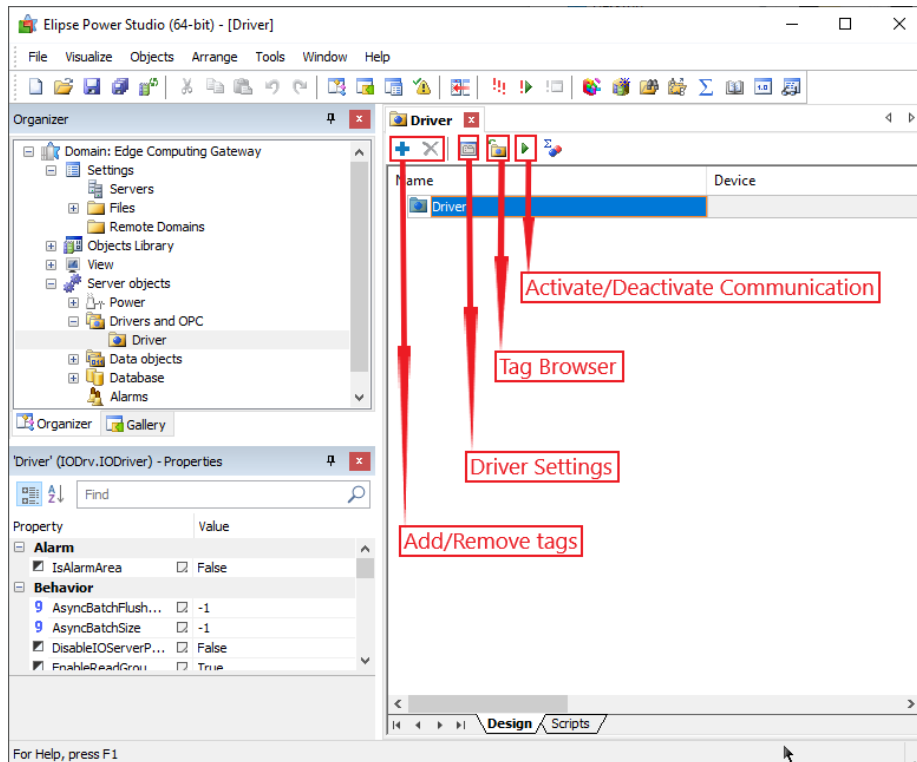 Elipse Power Studio (64-bit) - [Driver]
File Visualize Objects Arrange Tools Window Help
Organizer
Domain: Edge Computing Gateway
Settings
Servers
Files
Remote Domains
Objects Library
View
Server objects
Power
Drivers and OPC
Driver
Data objects
Database
Alarms
Organizer Gallery
'Driver' (IODrv.IODriver) - Properties
Find
Property Value
Alarm
IsAlarmArea False
Behavior
AsyncBatchFlush... -1
AsyncBatchSize -1
DisableIOServerP... False
EnableReadGrou... True
Driver
Name Device
Driver
Activate/Deactivate Communication
Tag Browser
Driver Settings
Add/Remove tags
Design Scripts
For Help, press F1